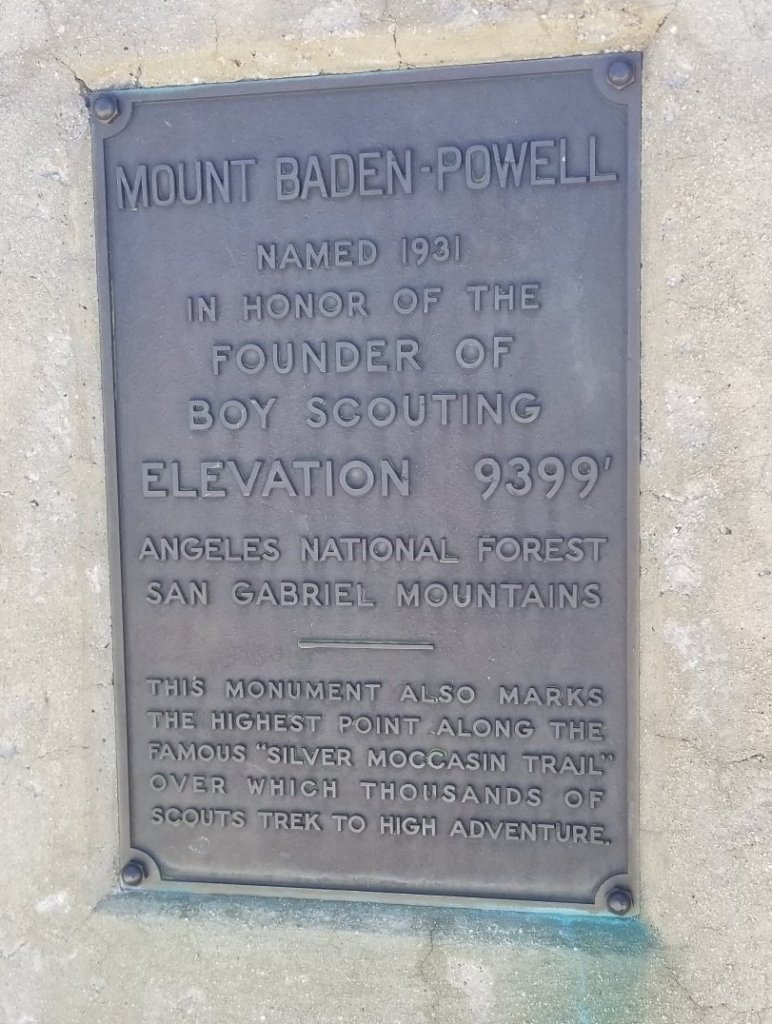 MOUNT BADEN-POWELL
NAMED 1931
IN HONOR OF THE
FOUNDER OF
BOY SCOUTING
ELEVATION 9399'
ANGELES NATIONAL FOREST
SAN GABRIEL MOUNTAINS
THIS MONUMENT ALSO MARKS
THE HIGHEST POINT ALONG THE
FAMOUS "SILVER MOCCASIN TRAIL"
OVER WHICH THOUSANDS OF
SCOUTS TREK TO HIGH ADVENTURE.